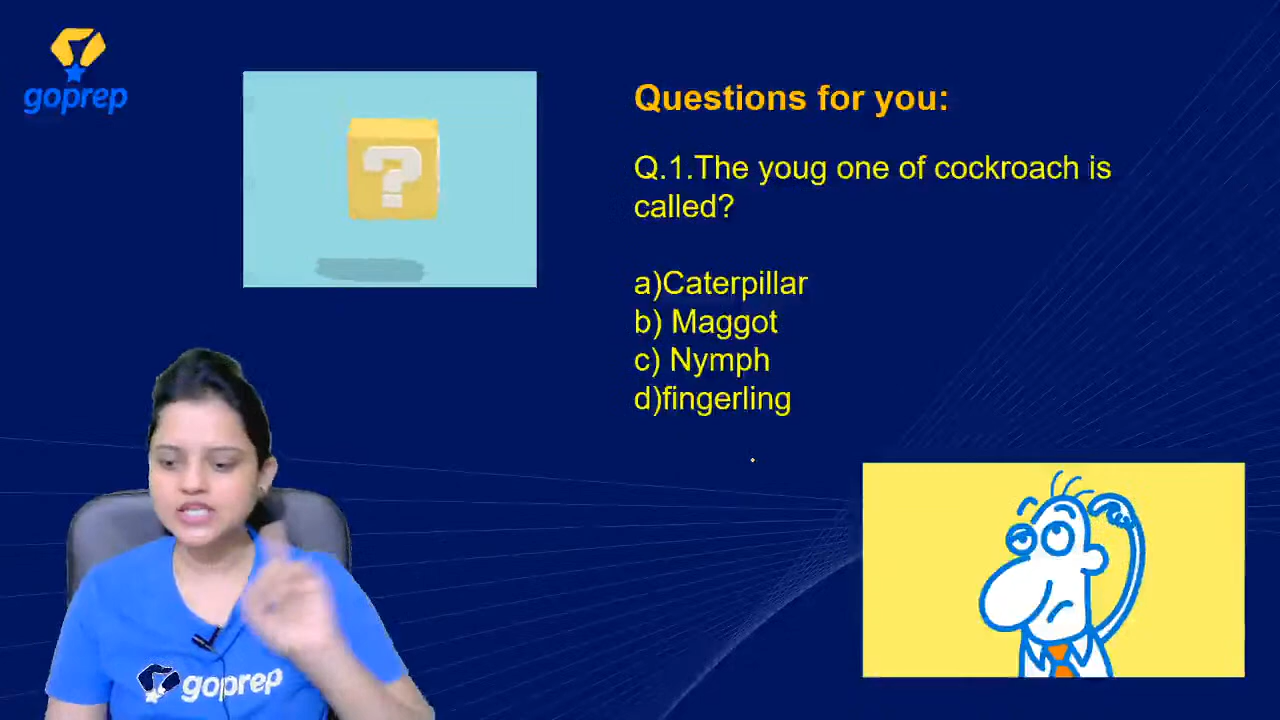 goprep
?
Questions for you:
Q.1.The youg one of cockroach is
called?
a)Caterpillar
b) Maggot
c) Nymph
d)fingerling
goprep